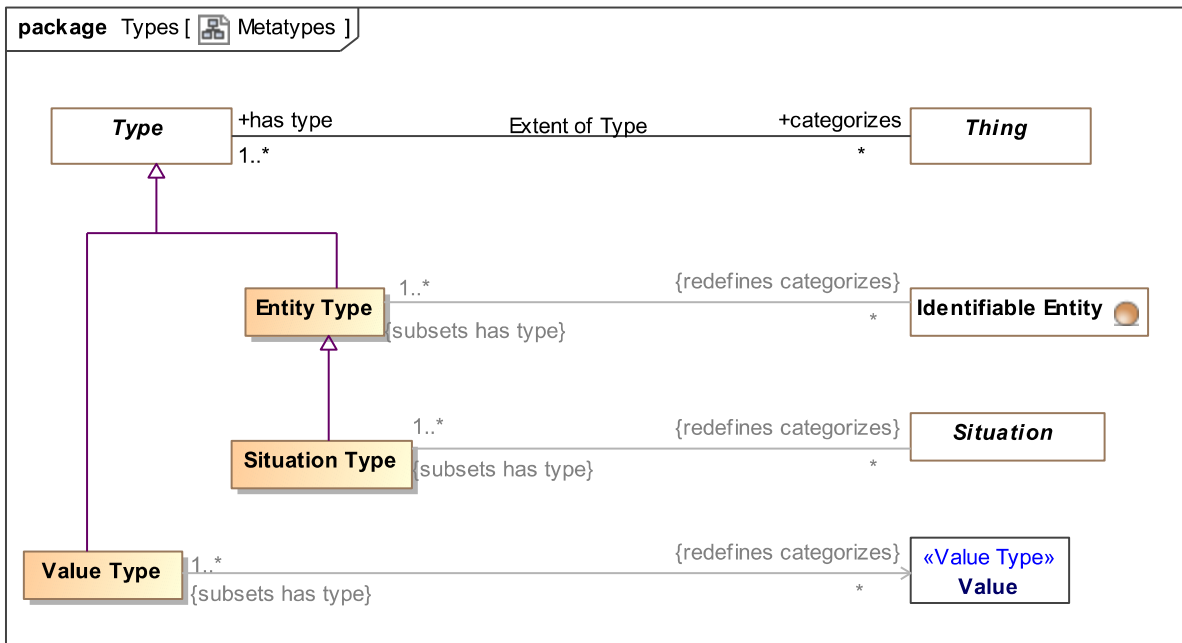 package Types [ Metatypes ]
Type
+has type
Extent of Type
+categorizes
Thing
1..*
*
1..*
{redefines categorizes}
Entity Type
Identifiable Entity
{subsets has type}
*
1..*
{redefines categorizes}
Situation
Situation Type
{subsets has type}
*
1..*
{redefines categorizes}
«Value Type»
Value Type
Value
{subsets has type}
*